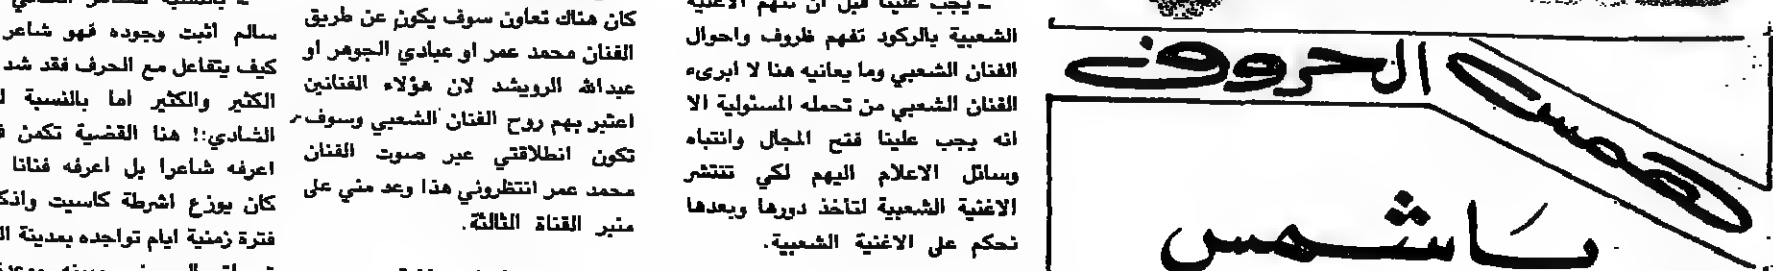 همس الحروف
يا شمس
ـ يجب علينا قبل ان نتهم الاغنية
الشعبية بالركود تفهم ظروف واحوال
الفنان الشعبي وما يعانيه هنا لا ابرىء
الفنان الشعبي من تحمله المسئولية الا
انه يجب علينا فتح المجال وانتباه
وسائل الاعلام اليهم لكي تنتشر
الاغنية الشعبية لتأخذ دورها وبعدها
نحكم على الاغنية الشعبية.
كان هناك تعاون سوف يكون عن طريق
الفنان محمد عمر او عبادي الجوهر او
عبدالله الرويشد لان هؤلاء الفنانين
اعتبر بهم روح الفنان الشعبي وسوف
تكون انطلاقتي عبر صوت الفنان
محمد عمر انتظروني هذا وعد مني على
منبر القناة الثالثة.
سالم اثبت وجوده فهو شاعر
كيف يتفاعل مع الحرف فقد شد
الكثير والكثير اما بالنسبة
الشادي:! هنا القضية تكمن
اعرفه شاعرا بل اعرفه فنانا
كان يوزع اشرطة كاسيت
فترة زمنية ايام تواجده بمدينة